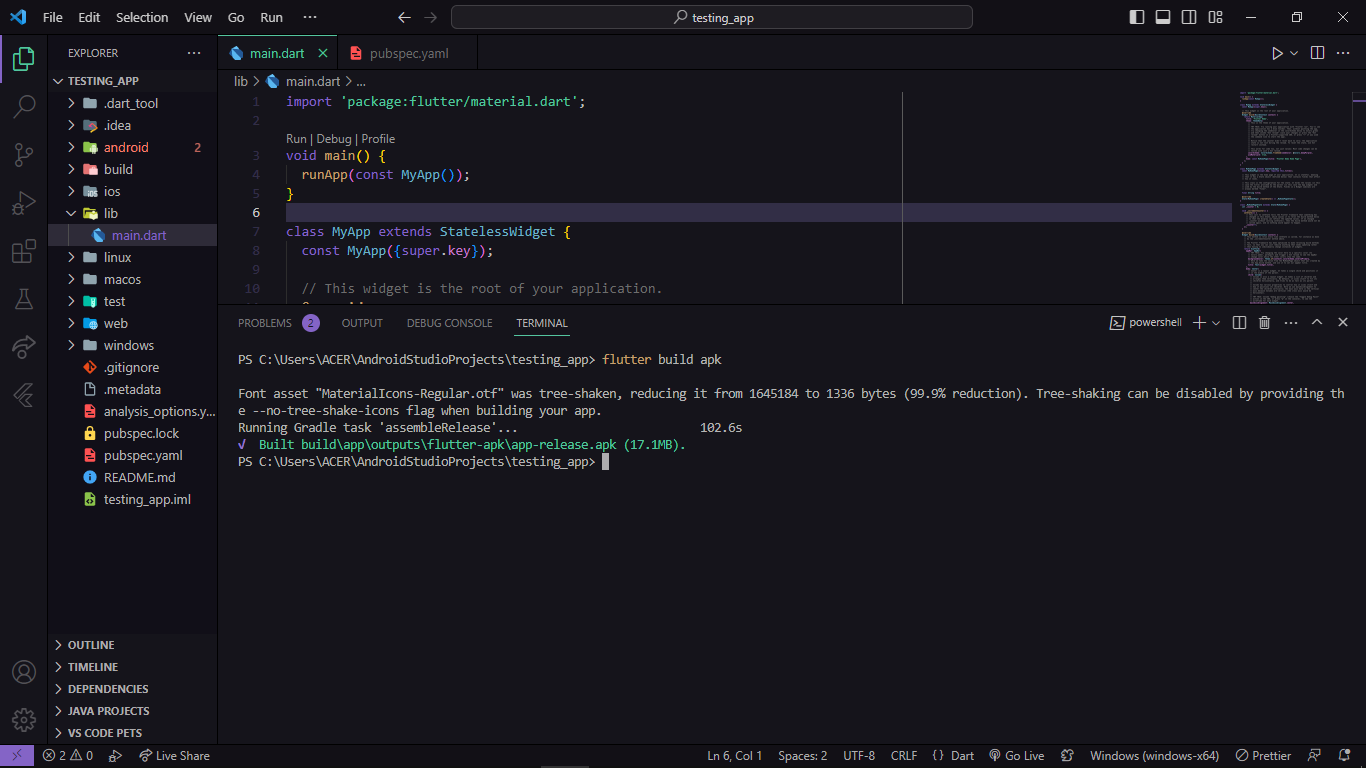 File Edit Selection View Go Run ··· testing_app
EXPLORER ···
TESTING_APP
.dart_tool
.idea
android 2
build
ios
lib
main.dart
linux
macos
test
web
windows
.gitignore
.metadata
analysis_options.y...
pubspec.lock
pubspec.yaml
README.md
testing_app.iml
OUTLINE
TIMELINE
DEPENDENCIES
JAVA PROJECTS
VS CODE PETS
main.dart pubspec.yaml
lib > main.dart > ...
1 import 'package:flutter/material.dart';
2
Run | Debug | Profile
3 void main() {
4 runApp(const MyApp());
5 }
6
7 class MyApp extends StatelessWidget {
8 const MyApp({super.key});
9
10 // This widget is the root of your application.
PROBLEMS 2 OUTPUT DEBUG CONSOLE TERMINAL powershell
PS C:\Users\ACER\AndroidStudioProjects\testing_app> flutter build apk
Font asset "MaterialIcons-Regular.otf" was tree-shaken, reducing it from 1645184 to 1336 bytes (99.9% reduction). Tree-shaking can be disabled by providing th
e --no-tree-shake-icons flag when building your app.
Running Gradle task 'assembleRelease'... 102.6s
√ Built build\app\outputs\flutter-apk\app-release.apk (17.1MB).
PS C:\Users\ACER\AndroidStudioProjects\testing_app>
2 0 Live Share Ln 6, Col 1 Spaces: 2 UTF-8 CRLF { } Dart Go Live Windows (windows-x64) Prettier